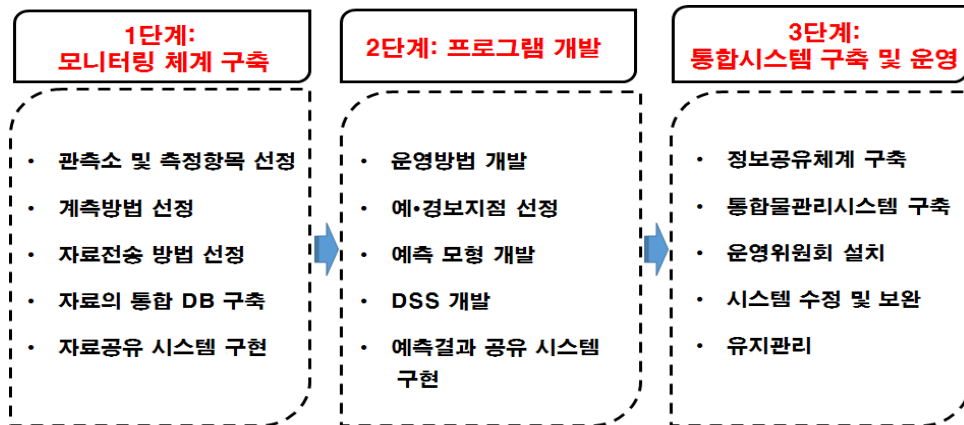 1단계:
모니터링 체계 구축
• 관측소 및 측정항목 선정
• 계측방법 선정
• 자료전송 방법 선정
• 자료의 통합 DB 구축
• 자료공유 시스템 구현
2단계: 프로그램 개발
• 운영방법 개발
• 예•경보지점 선정
• 예측 모형 개발
• DSS 개발
• 예측결과 공유 시스템
구현
3단계:
통합시스템 구축 및 운영
• 정보공유체계 구축
• 통합물관리시스템 구축
• 운영위원회 설치
• 시스템 수정 및 보완
• 유지관리